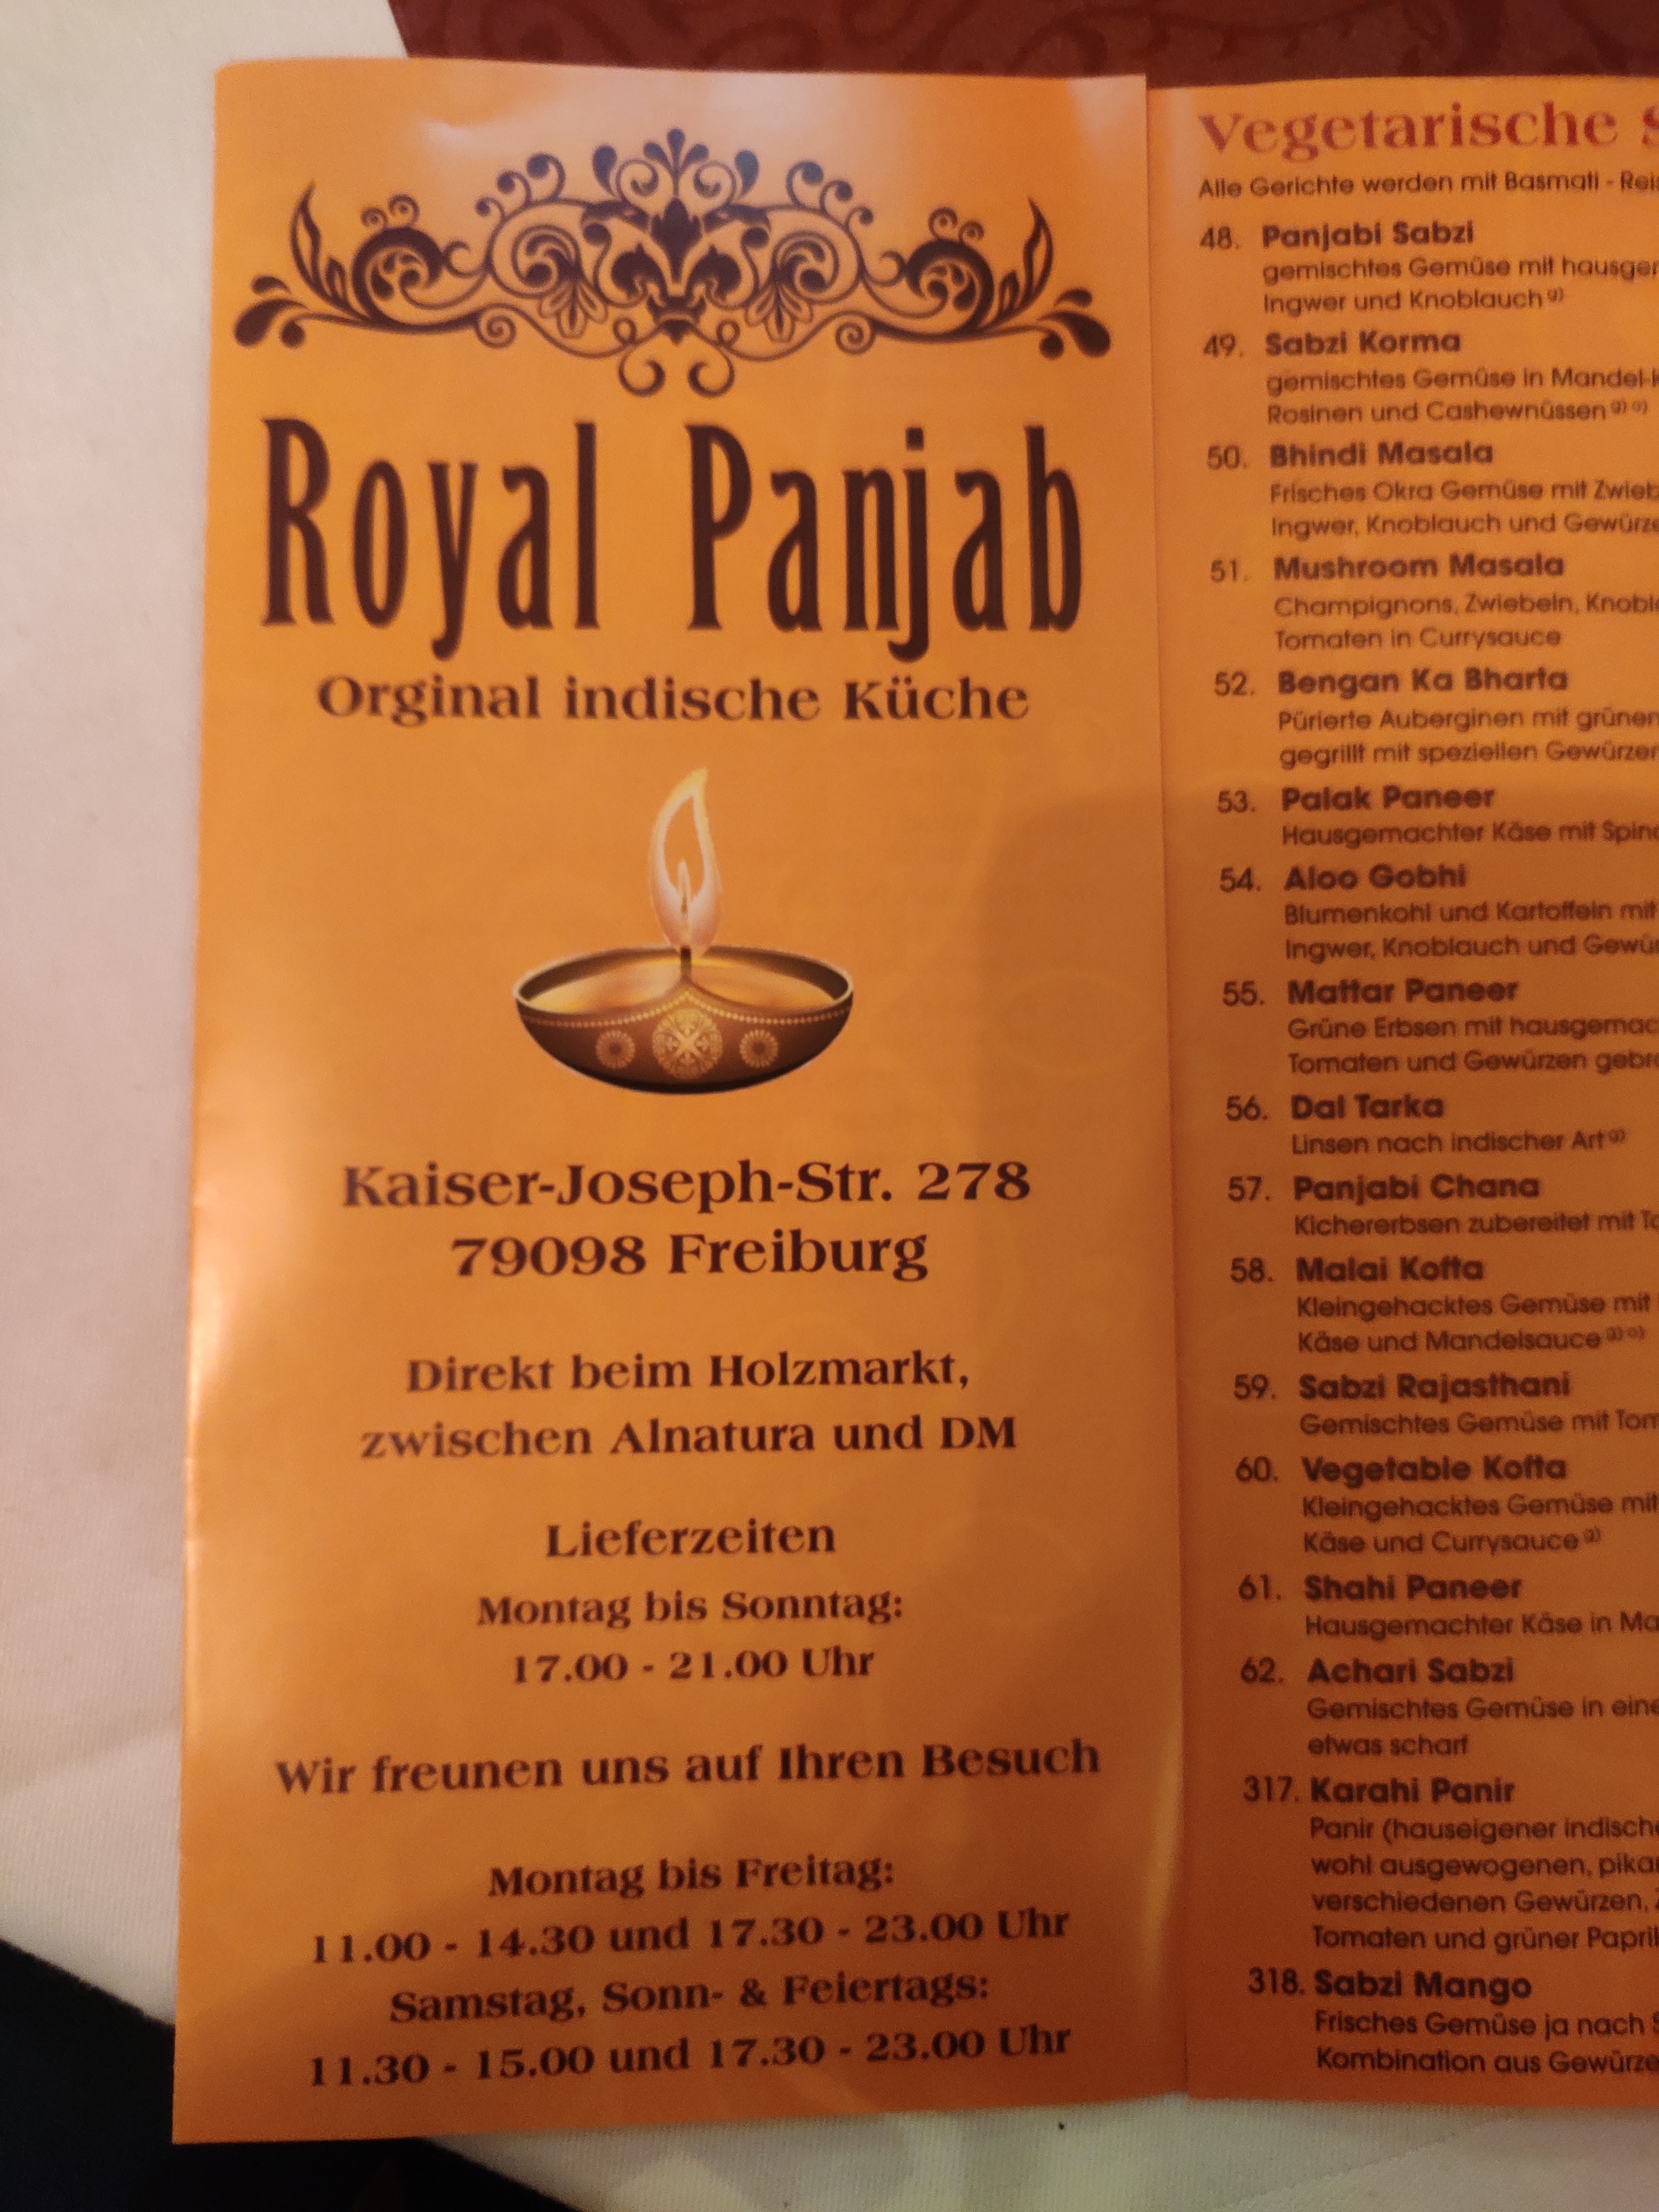 Royal Panjab
Orginal indische Küche
Kaiser-Joseph-Str. 278
79098 Freiburg
Direkt beim Holzmarkt,
zwischen Alnatura und DM
Lieferzeiten
Montag bis Sonntag:
17.00 - 21.00 Uhr
Wir freunen uns auf Ihren Besuch
Montag bis Freitag:
11.00 - 14.30 und 17.30 - 23.00 Uhr
Samstag, Sonn- & Feiertags:
11.30 - 15.00 und 17.30 - 23.00 Uhr
Vegetarische
Alle Gerichte werden mit Basmati -
48. Panjabi Sabzi
gemischtes Gemüse mit
Ingwer und Knoblauch g)
49. Sabzi Korma
gemischtes Gemüse in
Rosinen und Cashewnüssen g) o)
50. Bhindi Masala
Frisches Okra Gemüse mit
Ingwer, Knoblauch und
51. Mushroom Masala
Champignons, Zwiebeln,
Tomaten in Currysauce
52. Bengan Ka Bharta
Pürierte Auberginen mit
gegrillt mit speziellen
53. Palak Paneer
Hausgemachter Käse mit
54. Aloo Gobhi
Blumenkohl und Kartoffeln mit
Ingwer, Knoblauch und
55. Mattar Paneer
Grüne Erbsen mit
Tomaten und Gewürzen
56. Dal Tarka
Linsen nach indischer Art g)
57. Panjabi Chana
Kichererbsen zubereitet mit
58. Malai Kofta
Kleingehacktes Gemüse mit
Käse und Mandelsauce g) o)
59. Sabzi Rajasthani
Gemischtes Gemüse mit
60. Vegetable Kofta
Kleingehacktes Gemüse mit
Käse und Currysauce g)
61. Shahi Paneer
Hausgemachter Käse in
62. Achari Sabzi
Gemischtes Gemüse in
etwas scharf
317. Karahi Panir
Panir (hauseigener
wohl ausgewogenen,
verschiedenen Gewürzen,
Tomaten und grüner
318. Sabzi Mango
Frisches Gemüse ja nach
Kombination aus